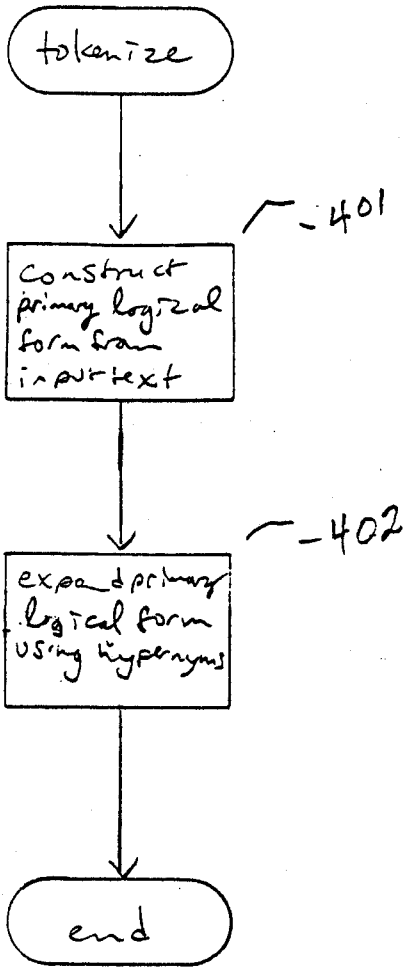 tokenize
401
construct
primary logical
form from
input text
402
expand primary
logical form
using hypernyms
end